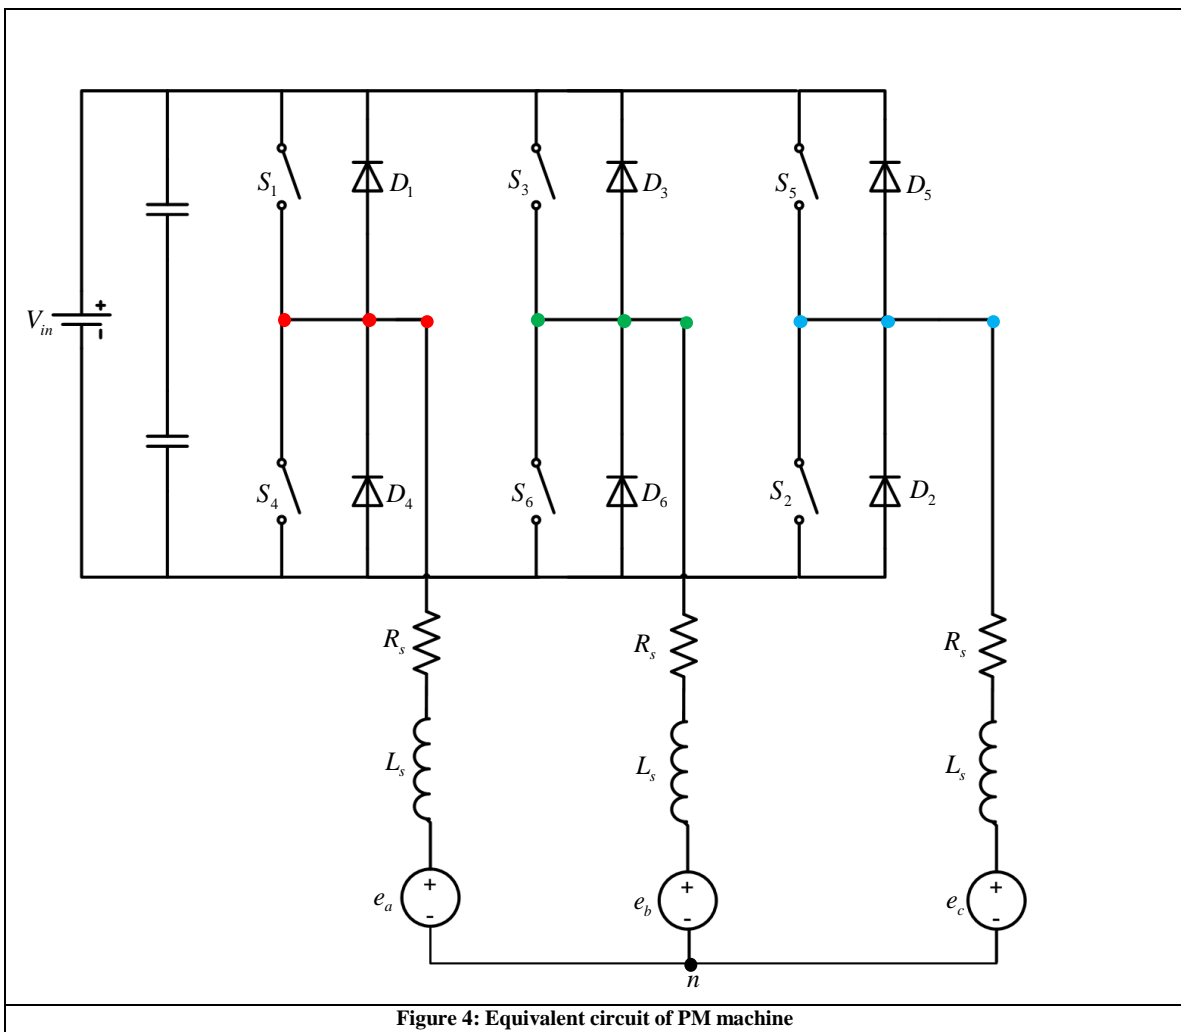 S1 D1 S3 D3 S5 D5
Vin + -
S4 D4 S6 D6 S2 D2
Rs Rs Rs
Ls Ls Ls
ea + - eb + - ec + -
n
Figure 4: Equivalent circuit of PM machine